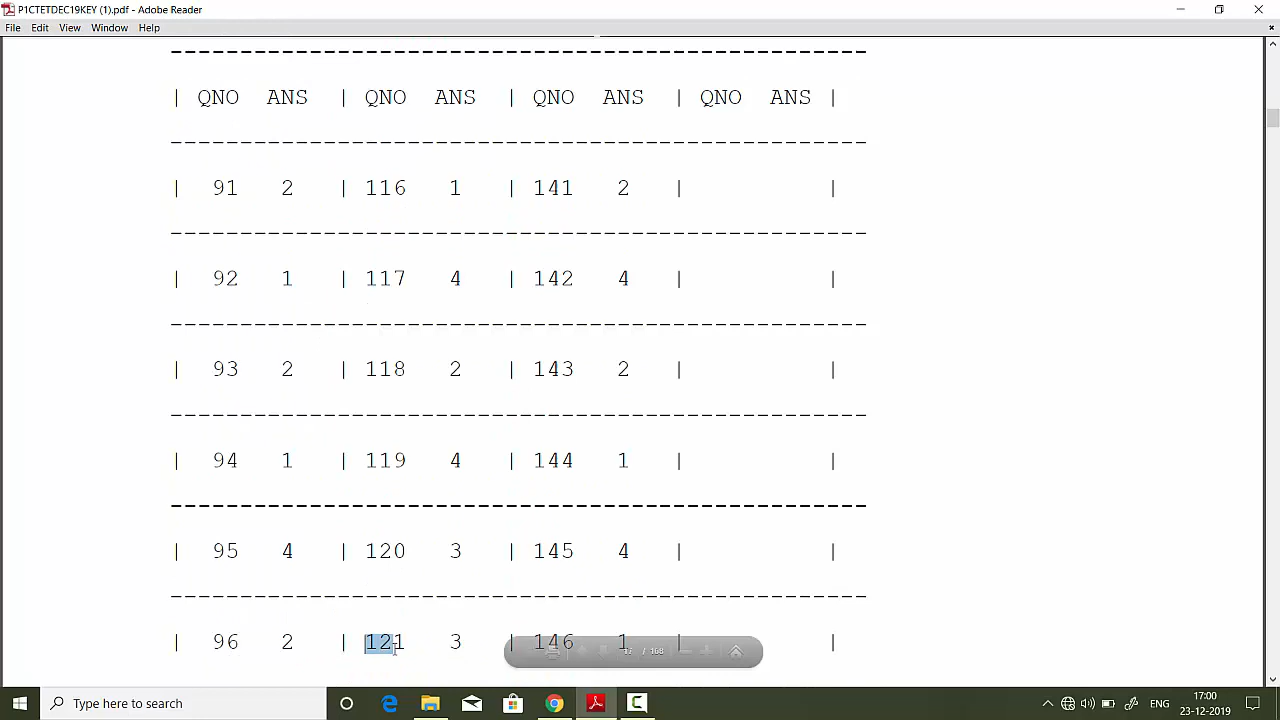 P1CTETDEC19KEY (1).pdf - Adobe Reader
File Edit View Window Help
| QNO ANS | QNO ANS | QNO ANS | QNO ANS |
| 91 2 | 116 1 | 141 2 | |
| 92 1 | 117 4 | 142 4 | |
| 93 2 | 118 2 | 143 2 | |
| 94 1 | 119 4 | 144 1 | |
| 95 4 | 120 3 | 145 4 | |
| 96 2 | 121 3 | 146 1 | |
/ 168
Type here to search
ENG
17:00
23-12-2019